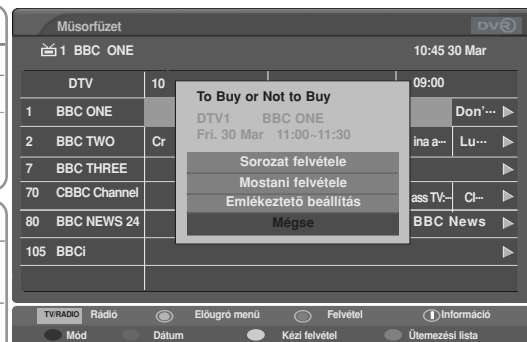 Műsorfüzet
DVR
1 BBC ONE 10:45 30 Mar
DTV 10 09:00
1 BBC ONE Don'···
2 BBC TWO Cr ina a··· Lu···
7 BBC THREE
70 CBBC Channel ass TV:·· Cl···
80 BBC NEWS 24 BBC News
105 BBCi
To Buy or Not to Buy
DTV1 BBC ONE
Fri. 30 Mar 11:00~11:30
Sorozat felvétele
Mostani felvétele
Emlékeztetö beállítás
Mégse
TV/RADIO Rádió Elöugró menü Felvétel Információ
Mód Dátum Kézi felvétel Ütemezési lista